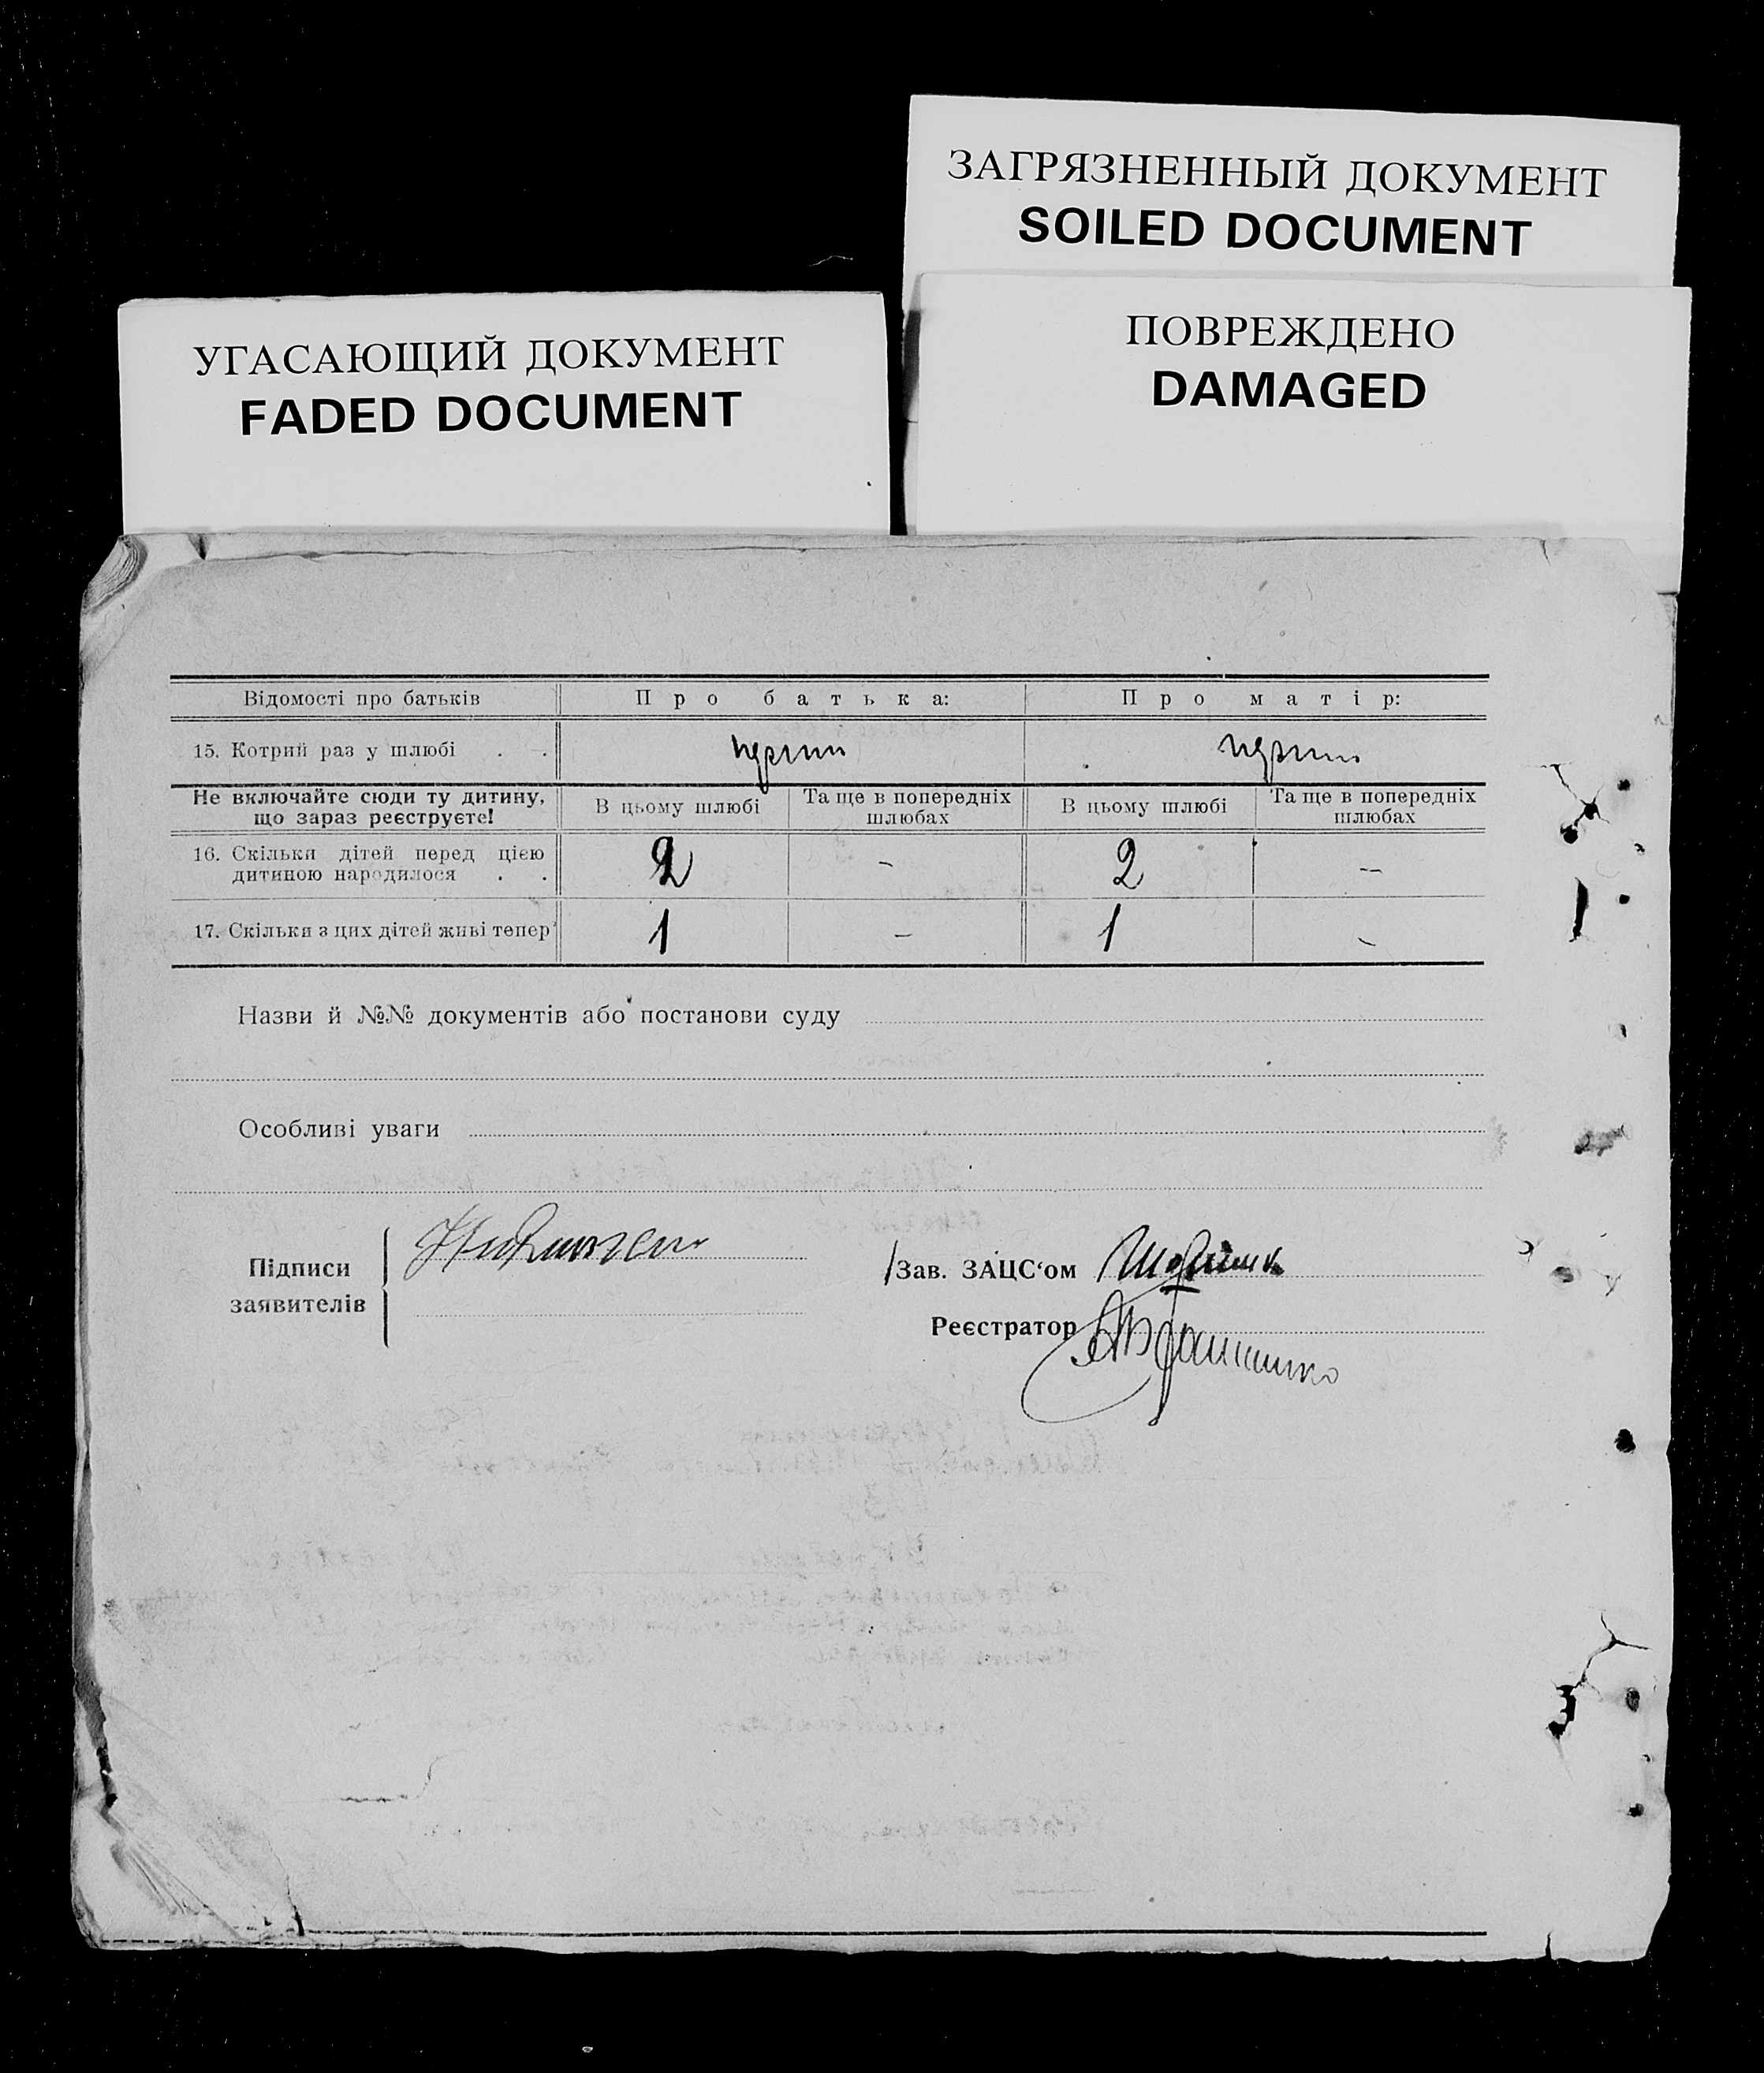 ЗАГРЯЗНЕННЫЙ ДОКУМЕНТ
SOILED DOCUMENT
УГАСАЮЩИЙ ДОКУМЕНТ
FADED DOCUMENT
ПОВРЕЖДЕНО
DAMAGED
Відомості про батьків Про батька: Про матір:
15. Котрий раз у шлюбі . .
Не включайте сюди ту дитину, що зараз реєструєте!
В цьому шлюбі Та ще в попередніх шлюбах В цьому шлюбі Та ще в попередніх шлюбах
16. Скільки дітей перед цією
дитиною народилося . . 2 – 2 –
17. Скільки з цих дітей живі тепер 1 – 1 –
Назви й №№ документів або постанови суду
Особливі уваги
Підписи
заявителів
/Зав. ЗАЦС‘ом
Реєстратор